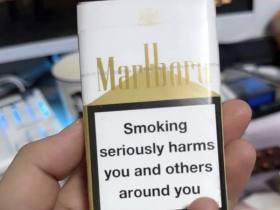 Marlboro
Smoking
seriously harms
you and others
around you